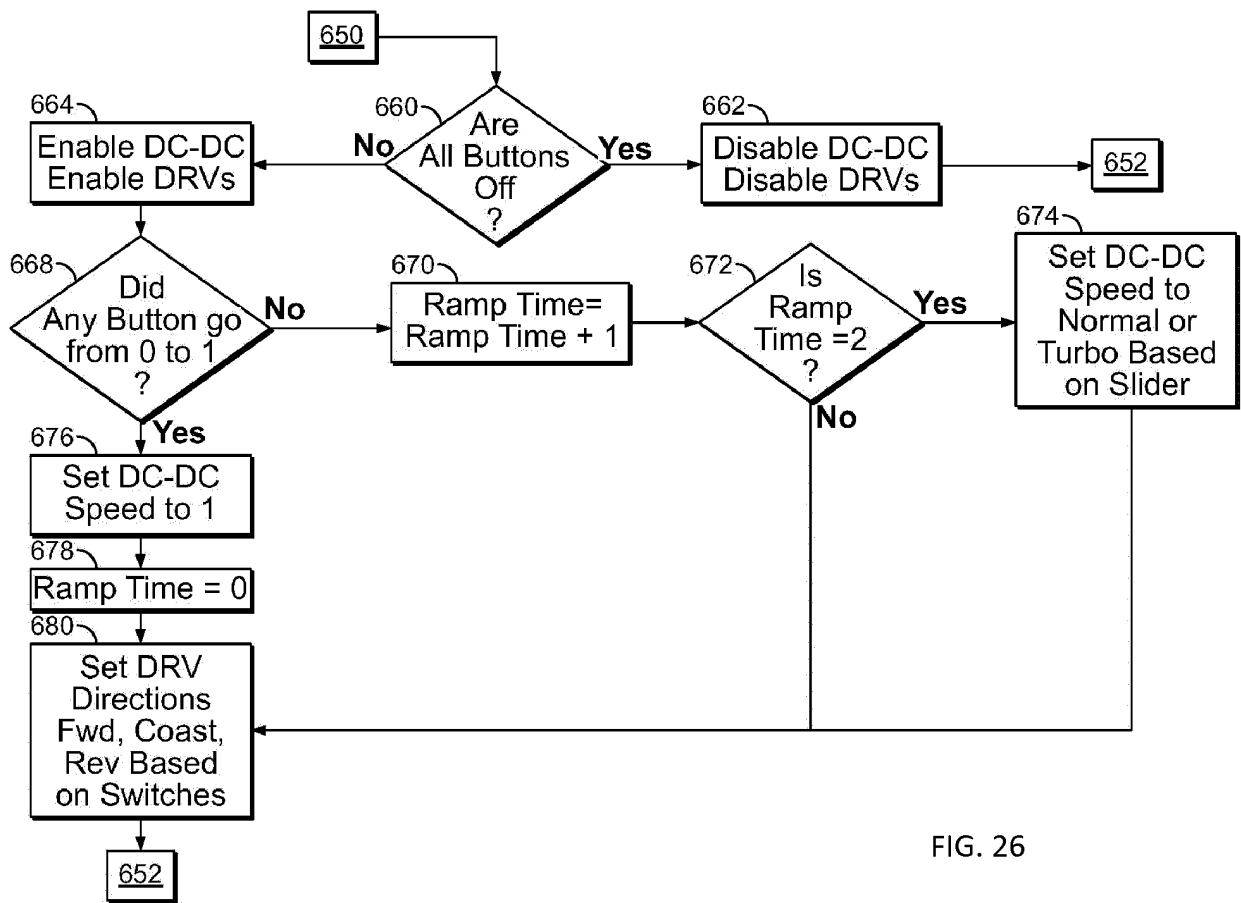 650
664
660
662
Enable DC-DC
Enable DRVs
No
Are
All Buttons
Off
?
Yes
Disable DC-DC
Disable DRVs
652
668
Did
Any Button go
from 0 to 1
?
No
670
Ramp Time=
Ramp Time + 1
672
Is
Ramp
Time =2
?
Yes
No
674
Set DC-DC
Speed to
Normal or
Turbo Based
on Slider
Yes
676
Set DC-DC
Speed to 1
678
Ramp Time = 0
680
Set DRV
Directions
Fwd, Coast,
Rev Based
on Switches
652
FIG. 26